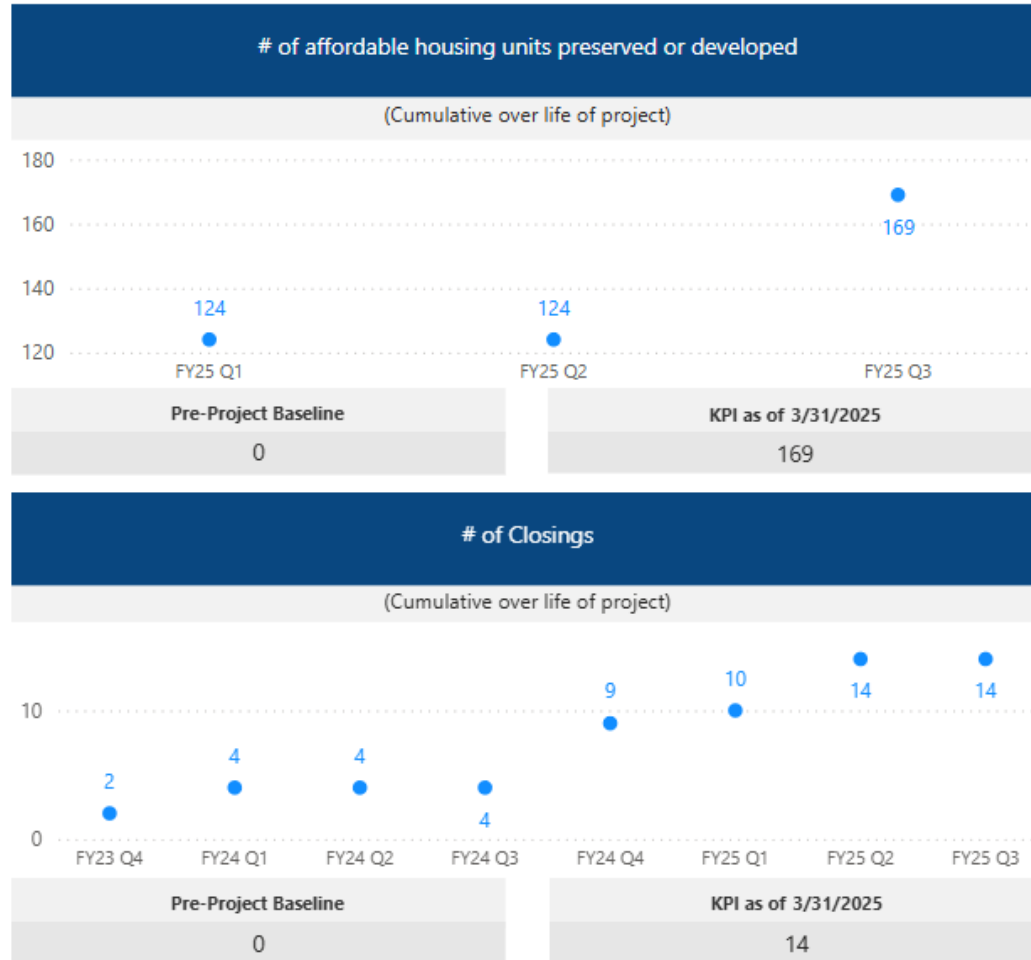 # of affordable housing units preserved or developed
(Cumulative over life of project)
180
160
140
120
124
124
169
FY25 Q1 FY25 Q2 FY25 Q3
Pre-Project Baseline
0
KPI as of 3/31/2025
169
# of Closings
(Cumulative over life of project)
10
0
2
4
4
4
9
10
14
14
FY23 Q4 FY24 Q1 FY24 Q2 FY24 Q3 FY24 Q4 FY25 Q1 FY25 Q2 FY25 Q3
Pre-Project Baseline
0
KPI as of 3/31/2025
14